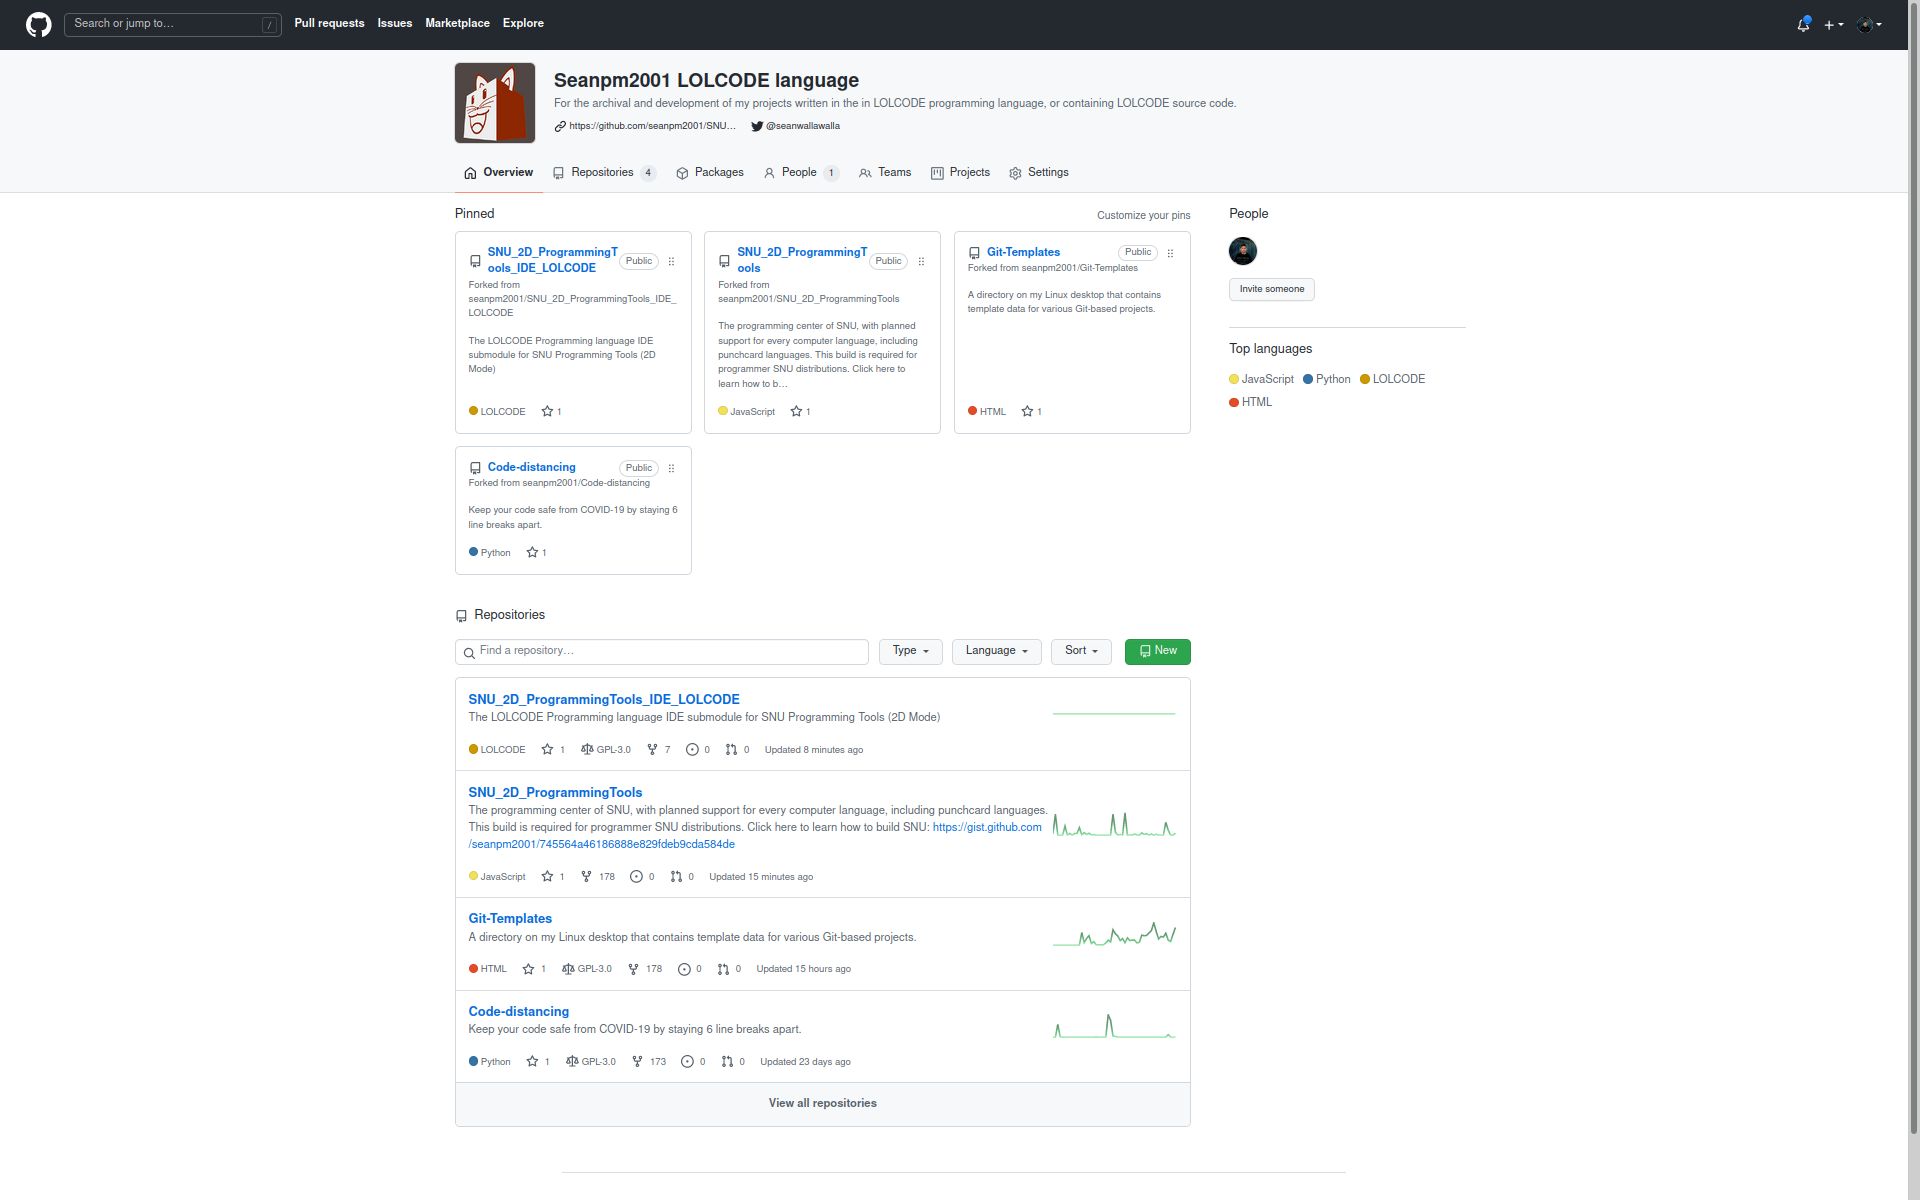 Search or jump to…
/
Pull requests
Issues
Marketplace
Explore
Seanpm2001 LOLCODE language
For the archival and development of my projects written in the in LOLCODE programming language, or containing LOLCODE source code.
https://github.com/seanpm2001/SNU…
@seanwallawalla
Overview
Repositories 4
Packages
People 1
Teams
Projects
Settings
Pinned
Customize your pins
SNU_2D_ProgrammingT
ools_IDE_LOLCODE
Public
Forked from
seanpm2001/SNU_2D_ProgrammingTools_IDE_
LOLCODE
The LOLCODE Programming language IDE
submodule for SNU Programming Tools (2D
Mode)
LOLCODE 1
SNU_2D_ProgrammingT
ools
Public
Forked from
seanpm2001/SNU_2D_ProgrammingTools
The programming center of SNU, with planned
support for every computer language, including
punchcard languages. This build is required for
programmer SNU distributions. Click here to
learn how to b…
JavaScript 1
Git-Templates
Public
Forked from seanpm2001/Git-Templates
A directory on my Linux desktop that contains
template data for various Git-based projects.
HTML 1
Code-distancing
Public
Forked from seanpm2001/Code-distancing
Keep your code safe from COVID-19 by staying 6
line breaks apart.
Python 1
People
Invite someone
Top languages
JavaScript Python LOLCODE
HTML
Repositories
Find a repository…
Type
Language
Sort
New
SNU_2D_ProgrammingTools_IDE_LOLCODE
The LOLCODE Programming language IDE submodule for SNU Programming Tools (2D Mode)
LOLCODE 1 GPL-3.0 7 0 0 Updated 8 minutes ago
SNU_2D_ProgrammingTools
The programming center of SNU, with planned support for every computer language, including punchcard languages.
This build is required for programmer SNU distributions. Click here to learn how to build SNU: https://gist.github.com
/seanpm2001/745564a46186888e829fdeb9cda584de
JavaScript 1 178 0 0 Updated 15 minutes ago
Git-Templates
A directory on my Linux desktop that contains template data for various Git-based projects.
HTML 1 GPL-3.0 178 0 0 Updated 15 hours ago
Code-distancing
Keep your code safe from COVID-19 by staying 6 line breaks apart.
Python 1 GPL-3.0 173 0 0 Updated 23 days ago
View all repositories